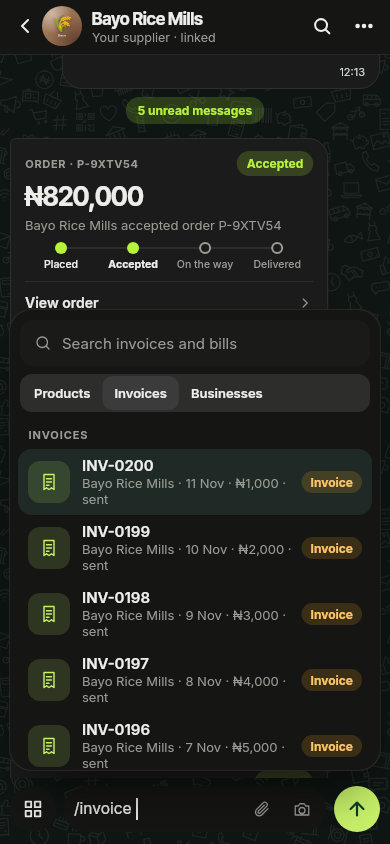 Bayo Rice Mills
Your supplier · linked
12:13
5 unread messages
ORDER · P-9XTV54
Accepted
₦820,000
Bayo Rice Mills accepted order P-9XTV54
Placed Accepted On the way Delivered
View order
Search invoices and bills
Products Invoices Businesses
INVOICES
INV-0200
Bayo Rice Mills · 11 Nov · ₦1,000 ·
sent
Invoice
INV-0199
Bayo Rice Mills · 10 Nov · ₦2,000 ·
sent
Invoice
INV-0198
Bayo Rice Mills · 9 Nov · ₦3,000 ·
sent
Invoice
INV-0197
Bayo Rice Mills · 8 Nov · ₦4,000 ·
sent
Invoice
INV-0196
Bayo Rice Mills · 7 Nov · ₦5,000 ·
sent
Invoice
/invoice